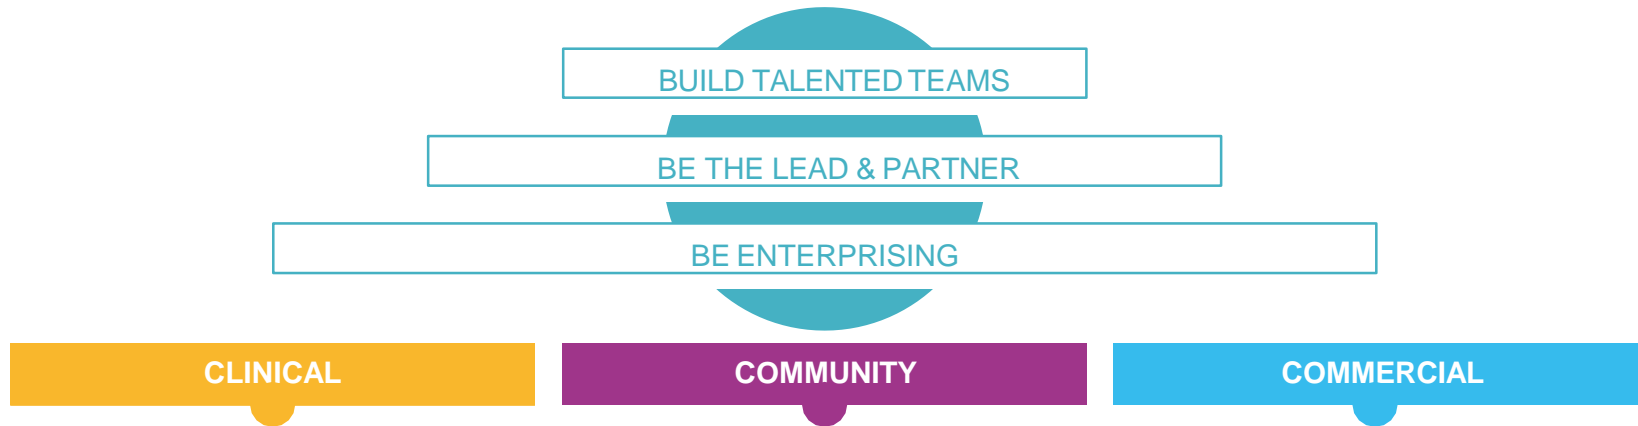 BUILD TALENTED TEAMS
BE THE LEAD & PARTNER
BE ENTERPRISING
CLINICAL
COMMUNITY
COMMERCIAL